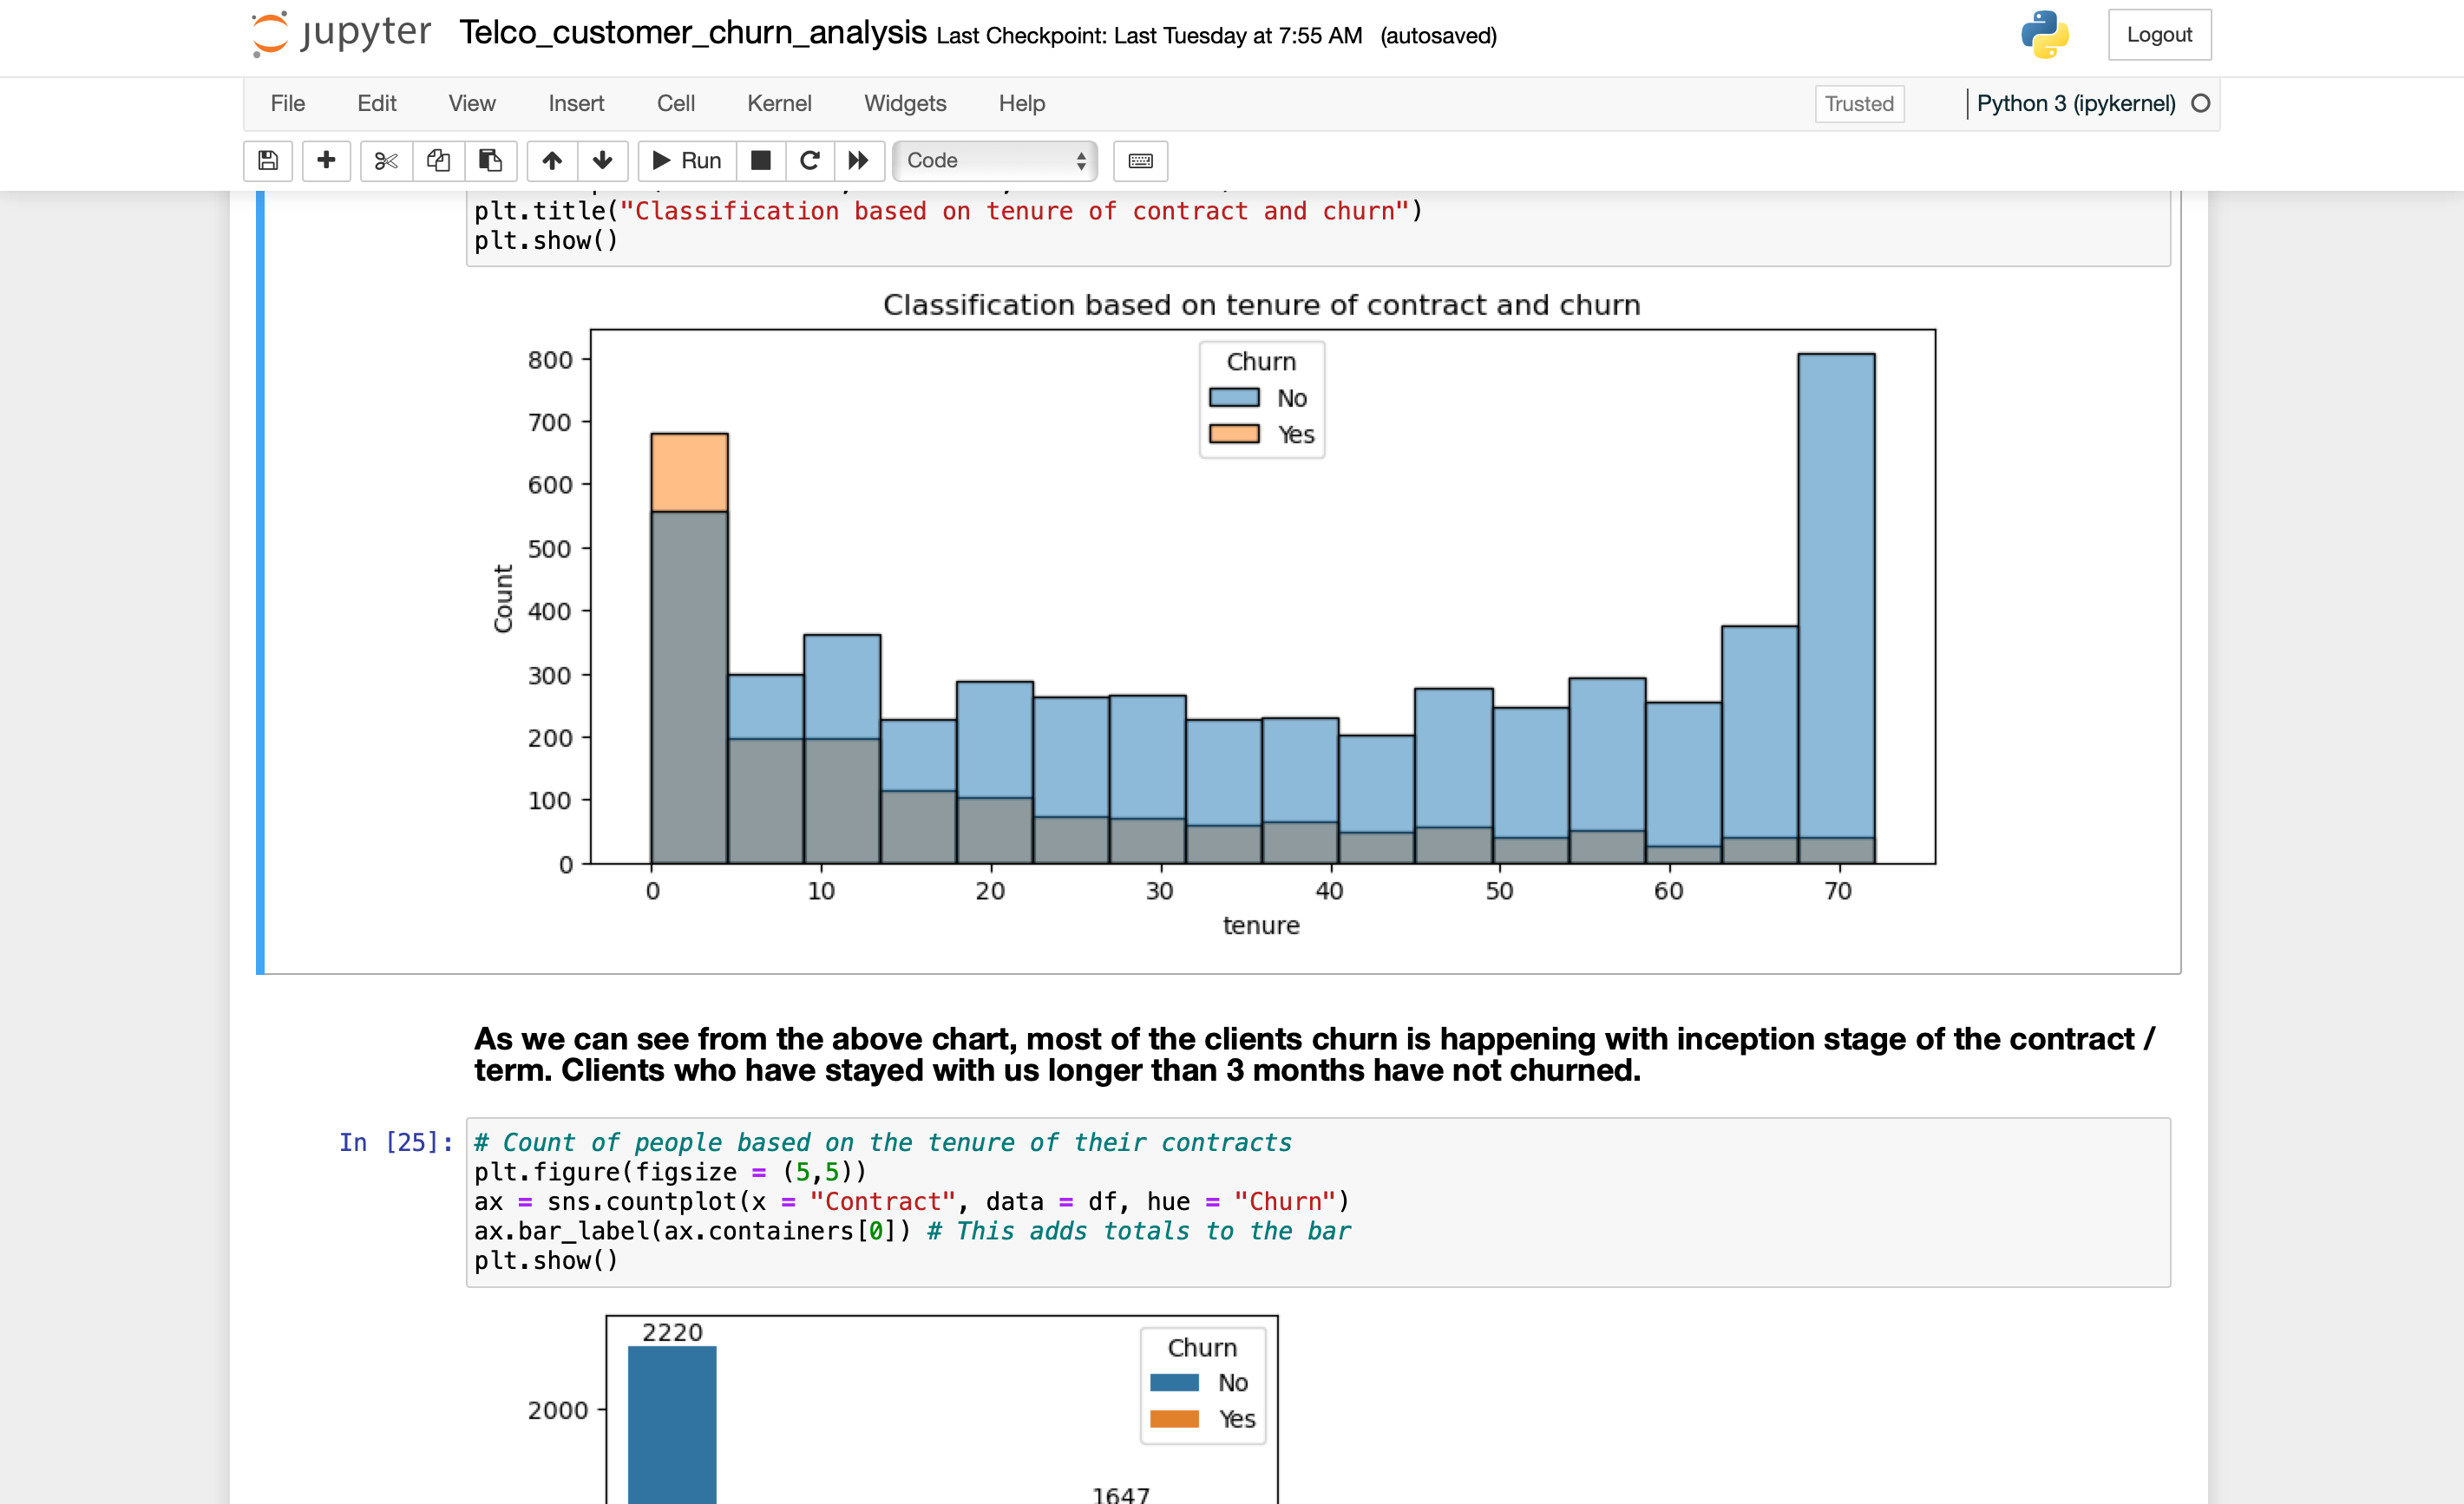 jupyter Telco_customer_churn_analysis Last Checkpoint: Last Tuesday at 7:55 AM (autosaved) Logout
File Edit View Insert Cell Kernel Widgets Help Trusted Python 3 (ipykernel)
Run Code
plt.title("Classification based on tenure of contract and churn")
plt.show()
Classification based on tenure of contract and churn
Churn
No
Yes
800
700
600
500
400
300
200
100
0
Count
0 10 20 30 40 50 60 70
tenure
As we can see from the above chart, most of the clients churn is happening with inception stage of the contract /
term. Clients who have stayed with us longer than 3 months have not churned.
In [25]:
# Count of people based on the tenure of their contracts
plt.figure(figsize = (5,5))
ax = sns.countplot(x = "Contract", data = df, hue = "Churn")
ax.bar_label(ax.containers[0]) # This adds totals to the bar
plt.show()
2220
Churn
No
Yes
2000
1647